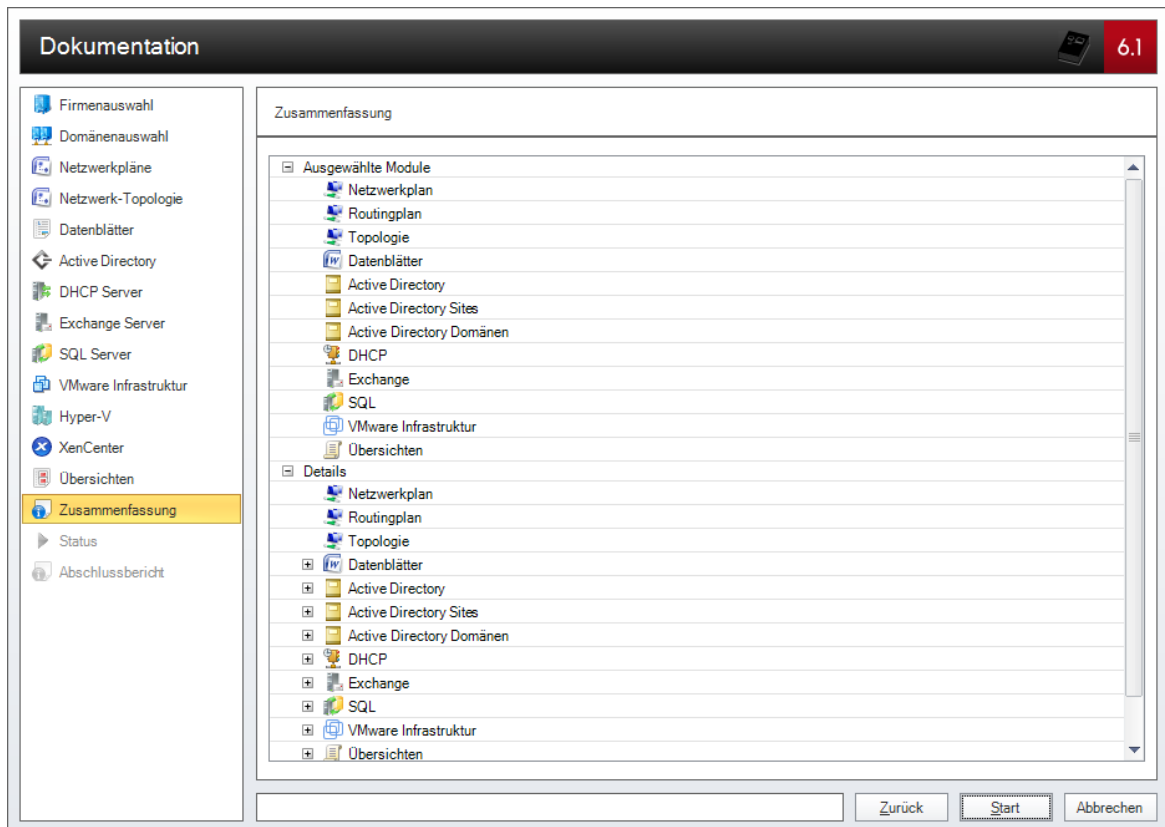 Dokumentation
6.1
Firmenauswahl
Domänenauswahl
Netzwerkpläne
Netzwerk-Topologie
Datenblätter
Active Directory
DHCP Server
Exchange Server
SQL Server
VMware Infrastruktur
Hyper-V
XenCenter
Übersichten
Zusammenfassung
Status
Abschlussbericht
Zusammenfassung
Ausgewählte Module
Netzwerkplan
Routingplan
Topologie
Datenblätter
Active Directory
Active Directory Sites
Active Directory Domänen
DHCP
Exchange
SQL
VMware Infrastruktur
Übersichten
Details
Netzwerkplan
Routingplan
Topologie
Datenblätter
Active Directory
Active Directory Sites
Active Directory Domänen
DHCP
Exchange
SQL
VMware Infrastruktur
Übersichten
Zurück
Start
Abbrechen